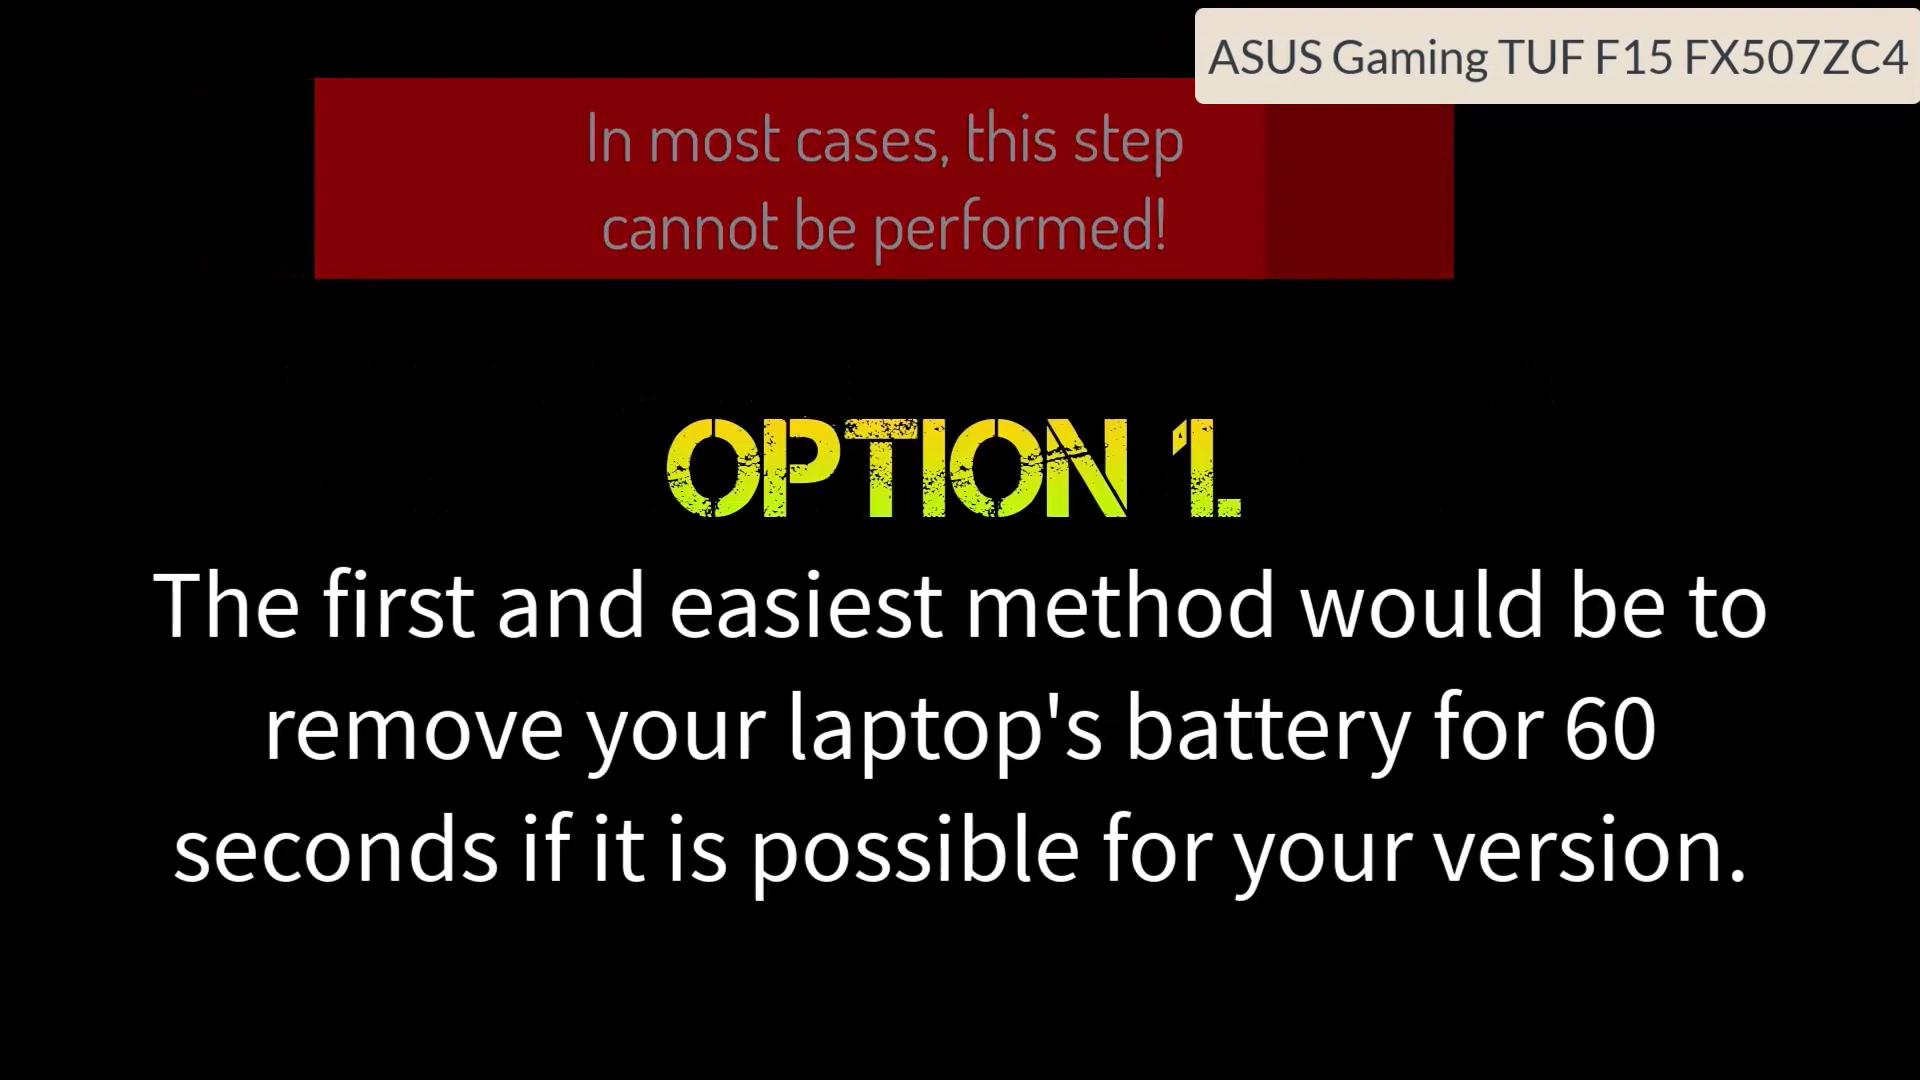 ASUS Gaming TUF F15 FX507ZC4
In most cases, this step
cannot be performed!
OPTION 1.
The first and easiest method would be to
remove your laptop's battery for 60
seconds if it is possible for your version.